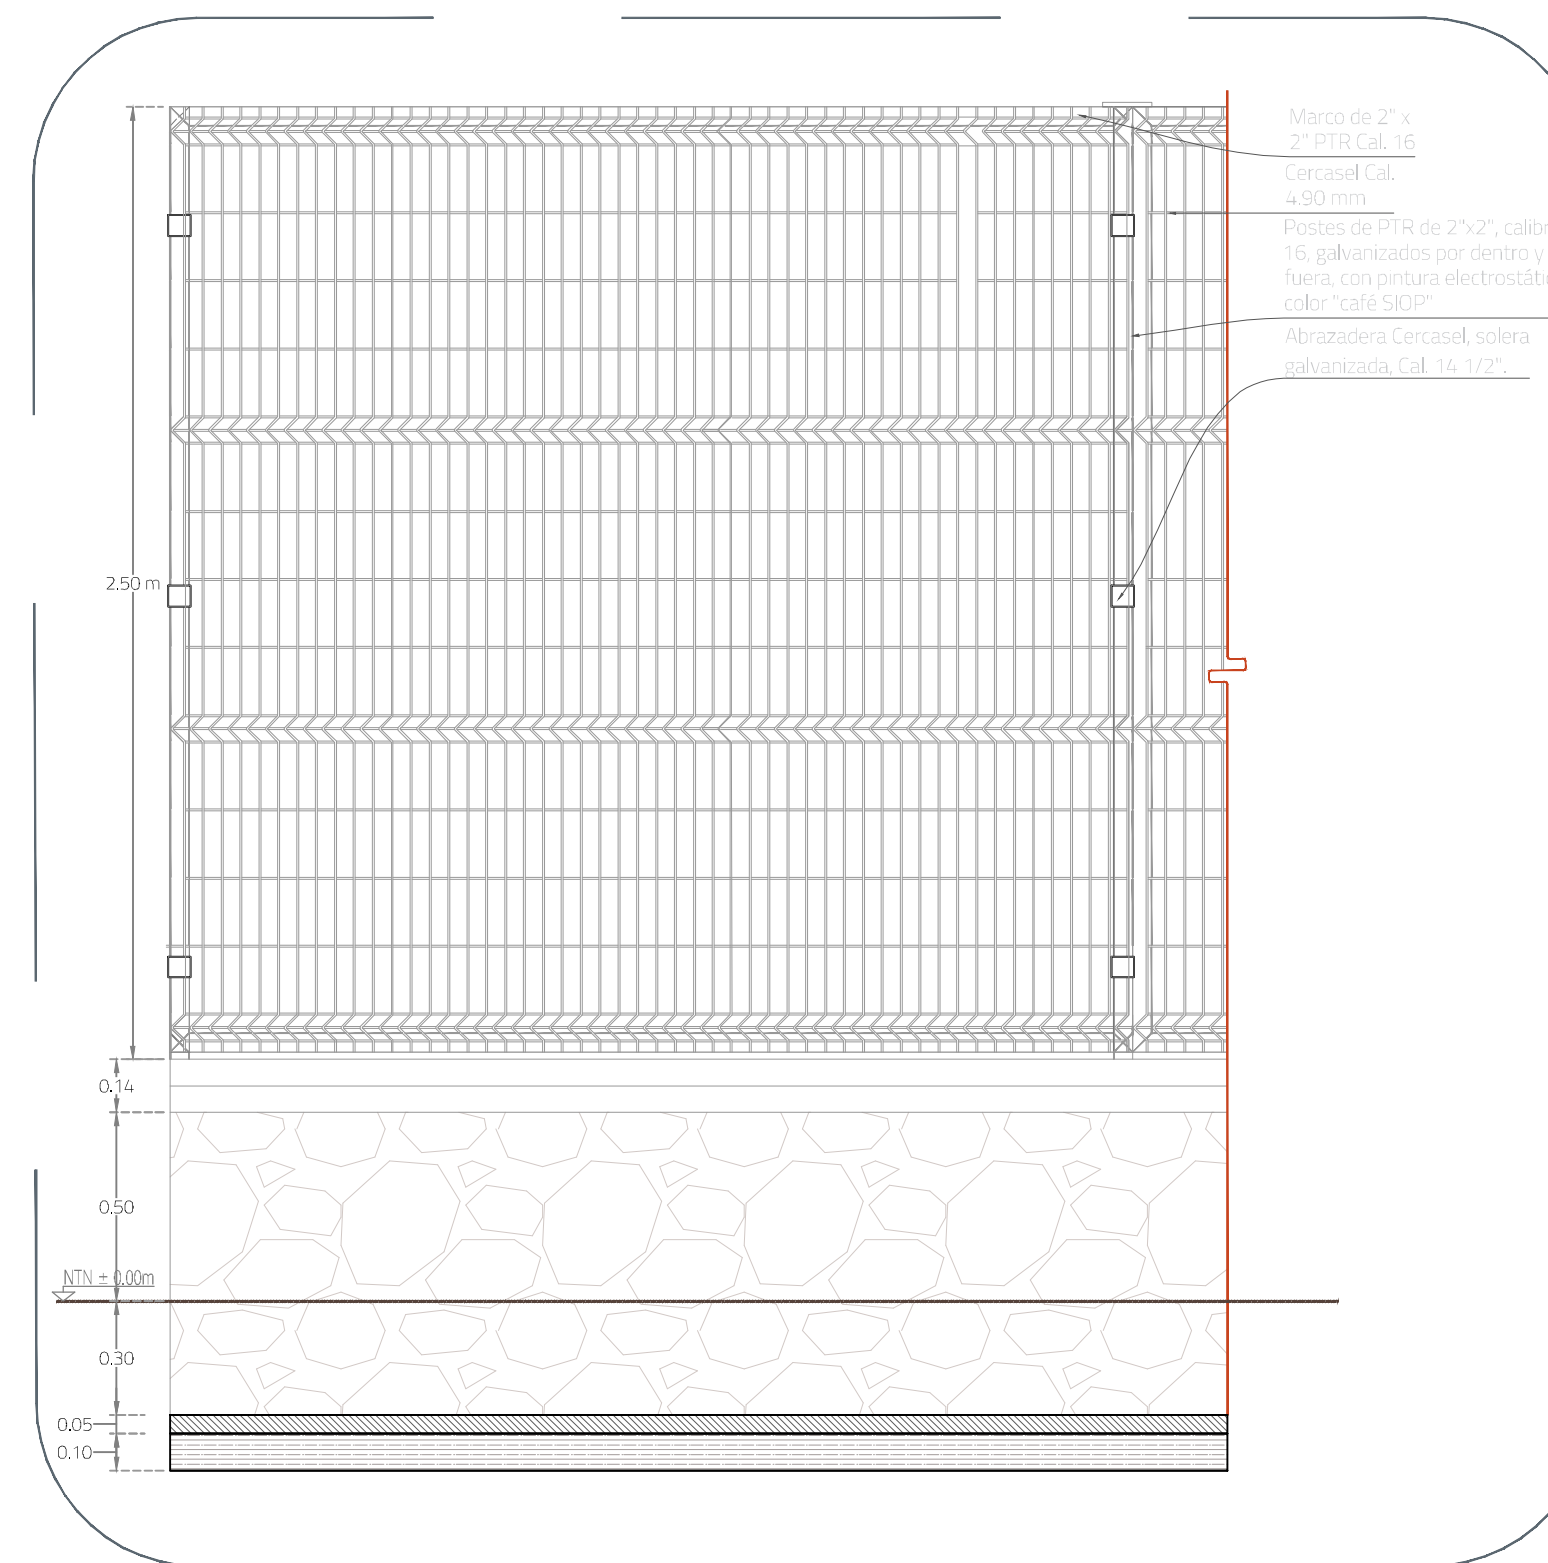 Marco de 2" x
2" PTR Cal. 16
Cercasel Cal.
4.90 mm
Postes de PTR de 2"x2", calibr
16, galvanizados por dentro y
fuera, con pintura electrostáti
color "café SIOP"
Abrazadera Cercasel, solera
galvanizada, Cal. 14 1/2".
2.50 m
0.14
0.50
NTN ± 0.00m
0.30
0.05
0.10